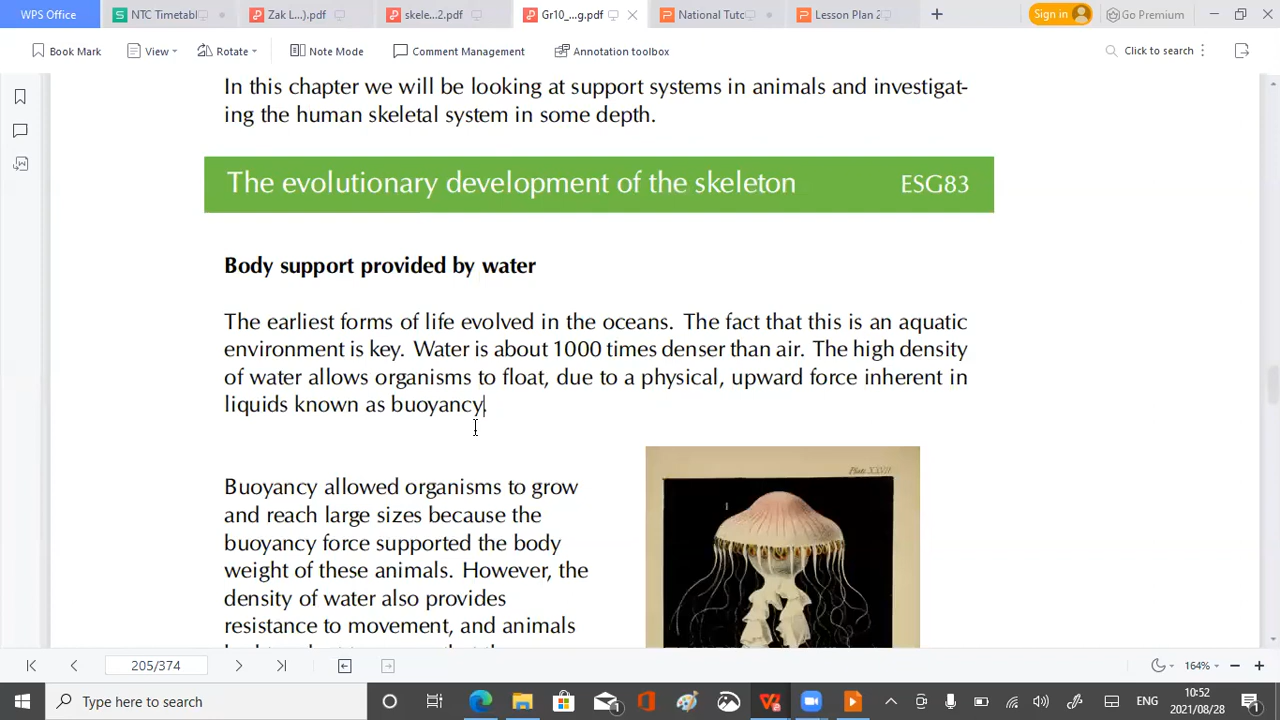 WPS Office
NTC Timetabl
Zak L...).pdf
skele...2.pdf
Gr10_...g.pdf
National Tuto
Lesson Plan 2
Sign in
Go Premium
Book Mark
View
Rotate
Note Mode
Comment Management
Annotation toolbox
Click to search
In this chapter we will be looking at support systems in animals and investigat-
ing the human skeletal system in some depth.
The evolutionary development of the skeleton ESG83
Body support provided by water
The earliest forms of life evolved in the oceans. The fact that this is an aquatic
environment is key. Water is about 1000 times denser than air. The high density
of water allows organisms to float, due to a physical, upward force inherent in
liquids known as buoyancy.
Plate XXVIII
1
Buoyancy allowed organisms to grow
and reach large sizes because the
buoyancy force supported the body
weight of these animals. However, the
density of water also provides
resistance to movement, and animals
205/374
164%
Type here to search
1
ENG
10:52
2021/08/28
1